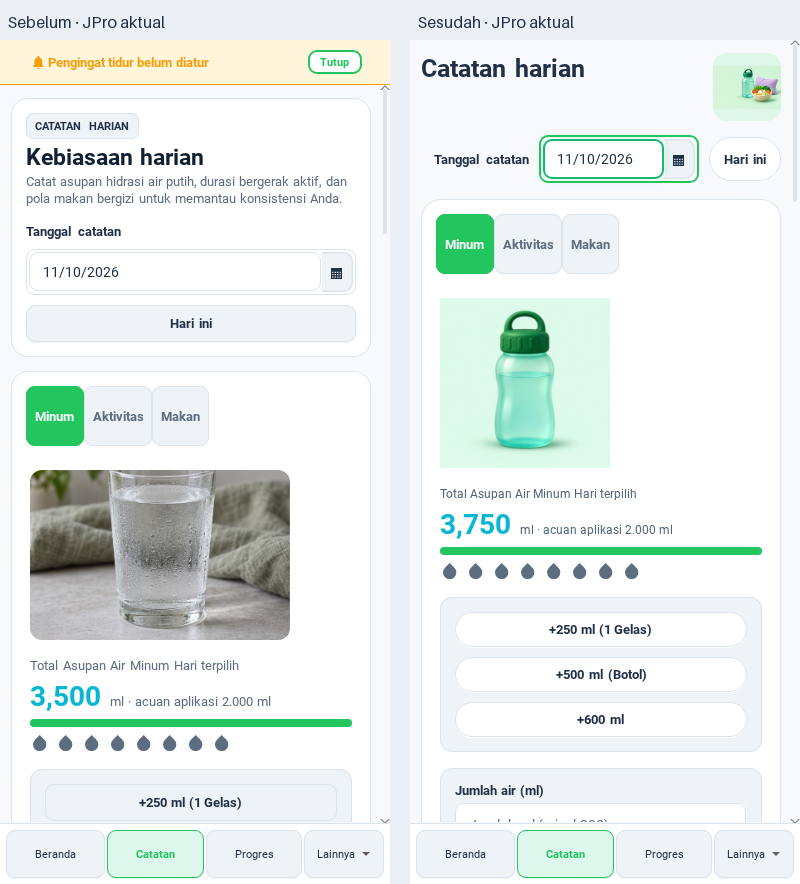 Sebelum · JPro aktual
Pengingat tidur belum diatur
Tutup
CATATAN HARIAN
Kebiasaan harian
Catat asupan hidrasi air putih, durasi bergerak aktif, dan
pola makan bergizi untuk memantau konsistensi Anda.
Tanggal catatan
11/10/2026
Hari ini
Minum
Aktivitas
Makan
Total Asupan Air Minum Hari terpilih
3,500 ml · acuan aplikasi 2.000 ml
+250 ml (1 Gelas)
Beranda
Catatan
Progres
Lainnya
Sesudah · JPro aktual
Catatan harian
Tanggal catatan
11/10/2026
Hari ini
Minum
Aktivitas
Makan
Total Asupan Air Minum Hari terpilih
3,750 ml · acuan aplikasi 2.000 ml
+250 ml (1 Gelas)
+500 ml (Botol)
+600 ml
Jumlah air (ml)
Beranda
Catatan
Progres
Lainnya